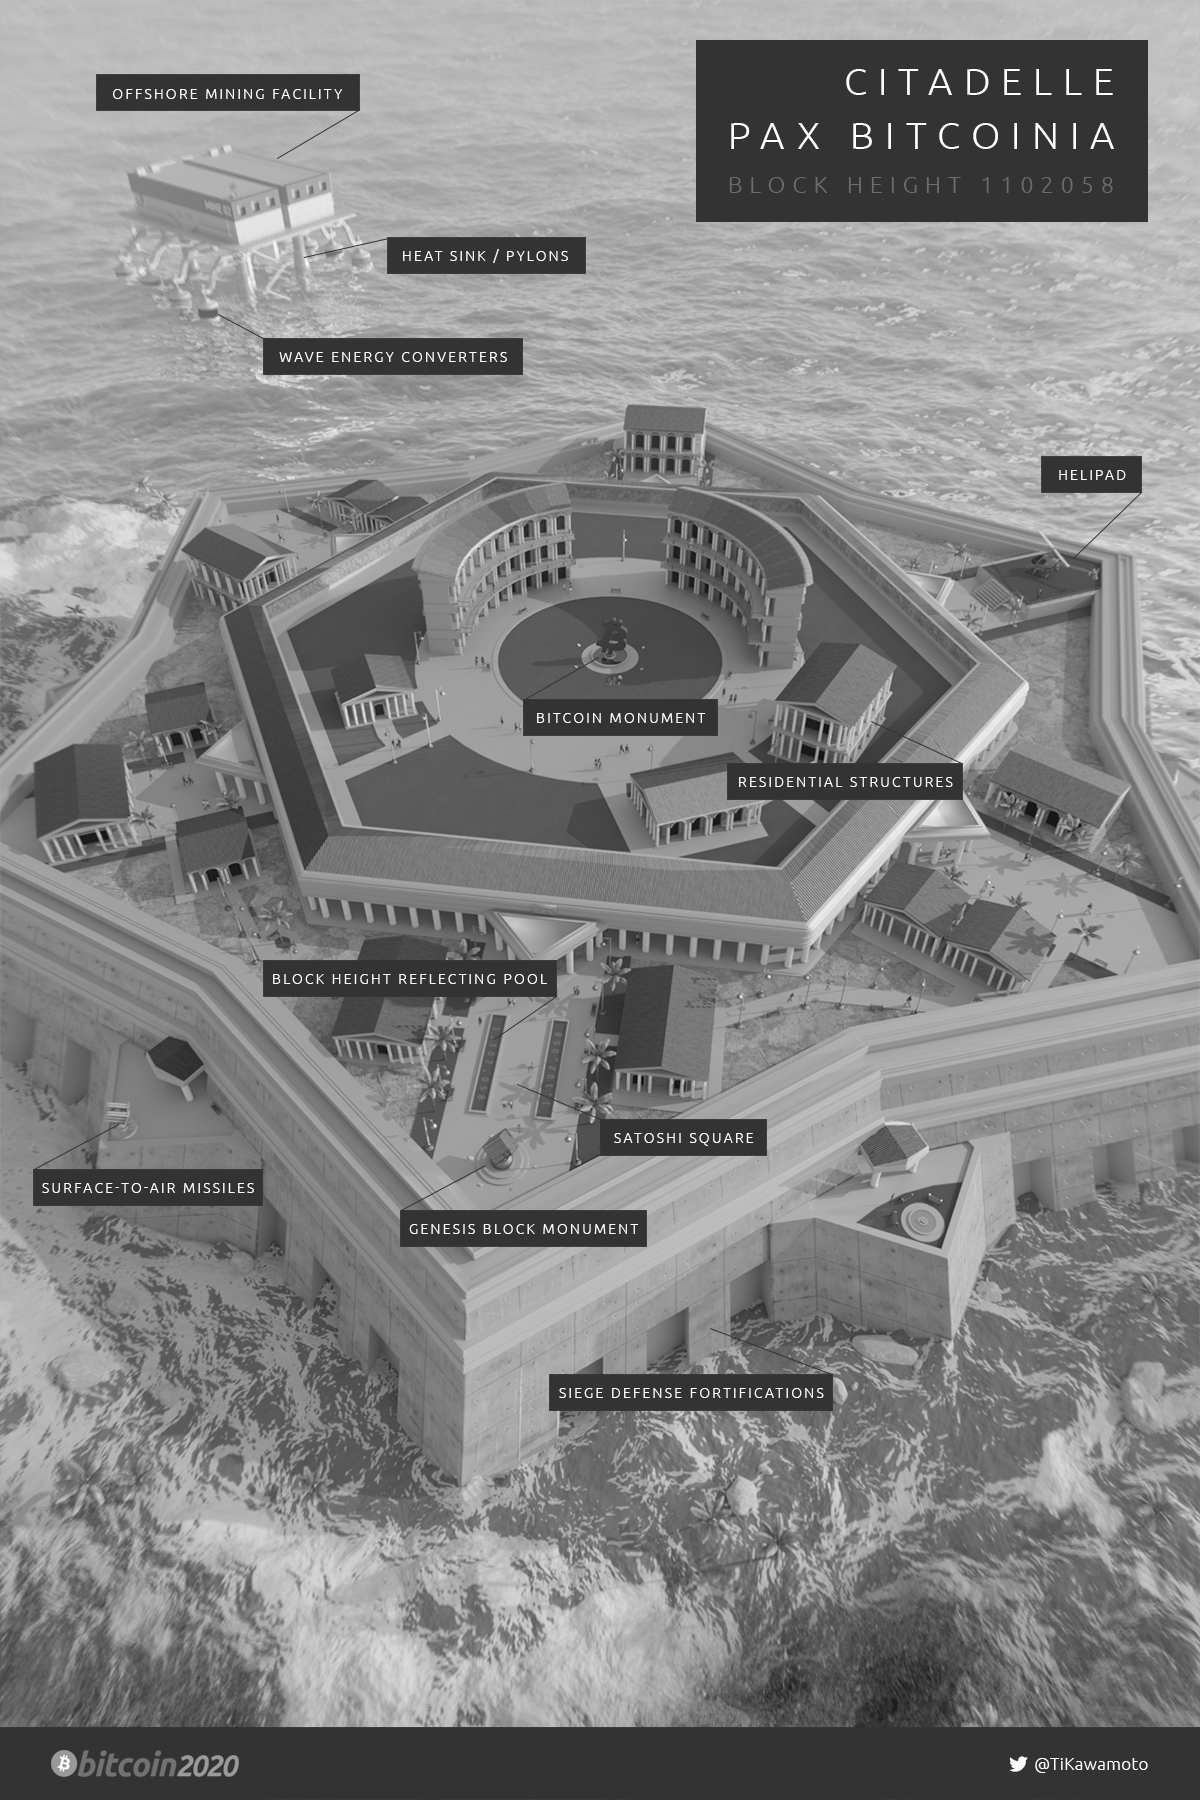 CITADELLE
PAX BITCOINIA
BLOCK HEIGHT 1102058
OFFSHORE MINING FACILITY
HEAT SINK / PYLONS
WAVE ENERGY CONVERTERS
HELIPAD
BITCOIN MONUMENT
RESIDENTIAL STRUCTURES
BLOCK HEIGHT REFLECTING POOL
SATOSHI SQUARE
SURFACE-TO-AIR MISSILES
GENESIS BLOCK MONUMENT
SIEGE DEFENSE FORTIFICATIONS
bitcoin2020
@TiKawamoto